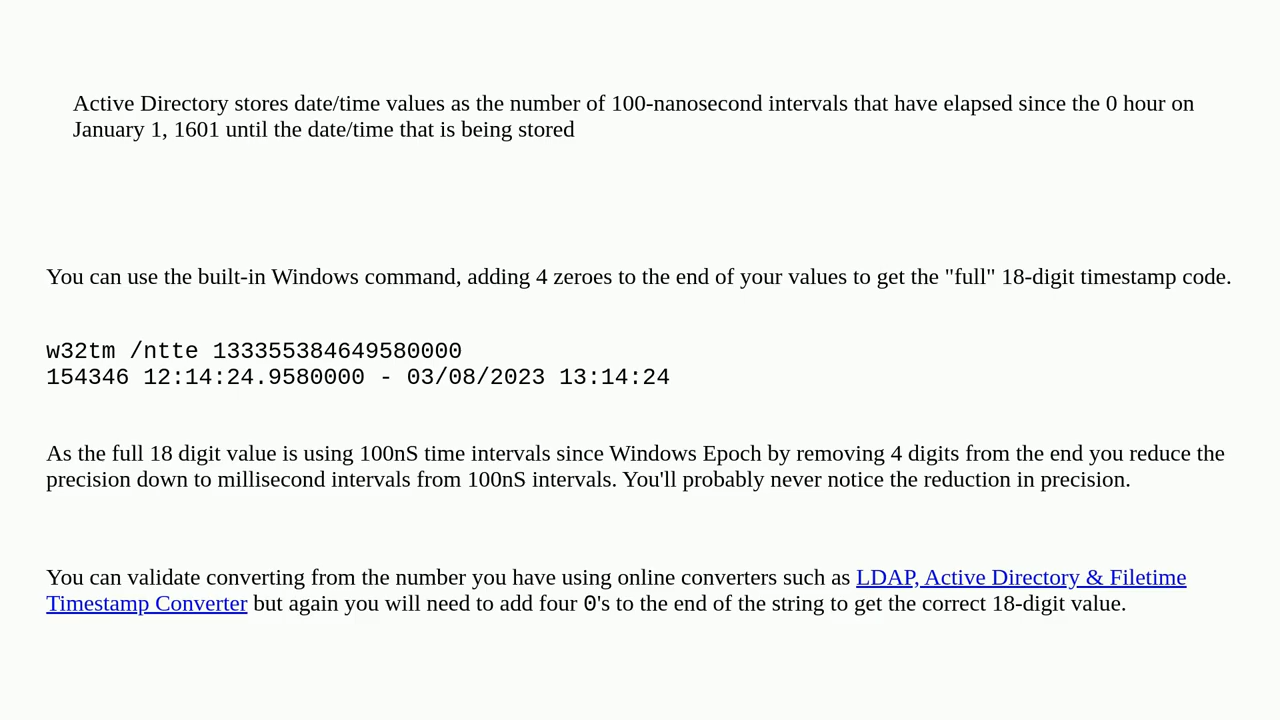 Active Directory stores date/time values as the number of 100-nanosecond intervals that have elapsed since the 0 hour on
January 1, 1601 until the date/time that is being stored
You can use the built-in Windows command, adding 4 zeroes to the end of your values to get the "full" 18-digit timestamp code.
w32tm /ntte 133355384649580000
154346 12:14:24.9580000 - 03/08/2023 13:14:24
As the full 18 digit value is using 100nS time intervals since Windows Epoch by removing 4 digits from the end you reduce the
precision down to millisecond intervals from 100nS intervals. You'll probably never notice the reduction in precision.
You can validate converting from the number you have using online converters such as LDAP, Active Directory & Filetime
Timestamp Converter but again you will need to add four 0's to the end of the string to get the correct 18-digit value.